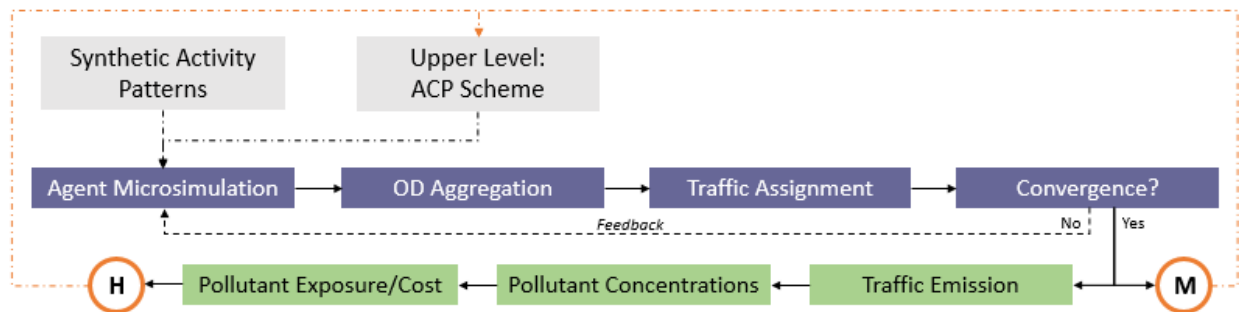 Synthetic Activity
Patterns
Upper Level:
ACP Scheme
Agent Microsimulation
OD Aggregation
Traffic Assignment
Convergence?
Feedback
No
Yes
H
Pollutant Exposure/Cost
Pollutant Concentrations
Traffic Emission
M